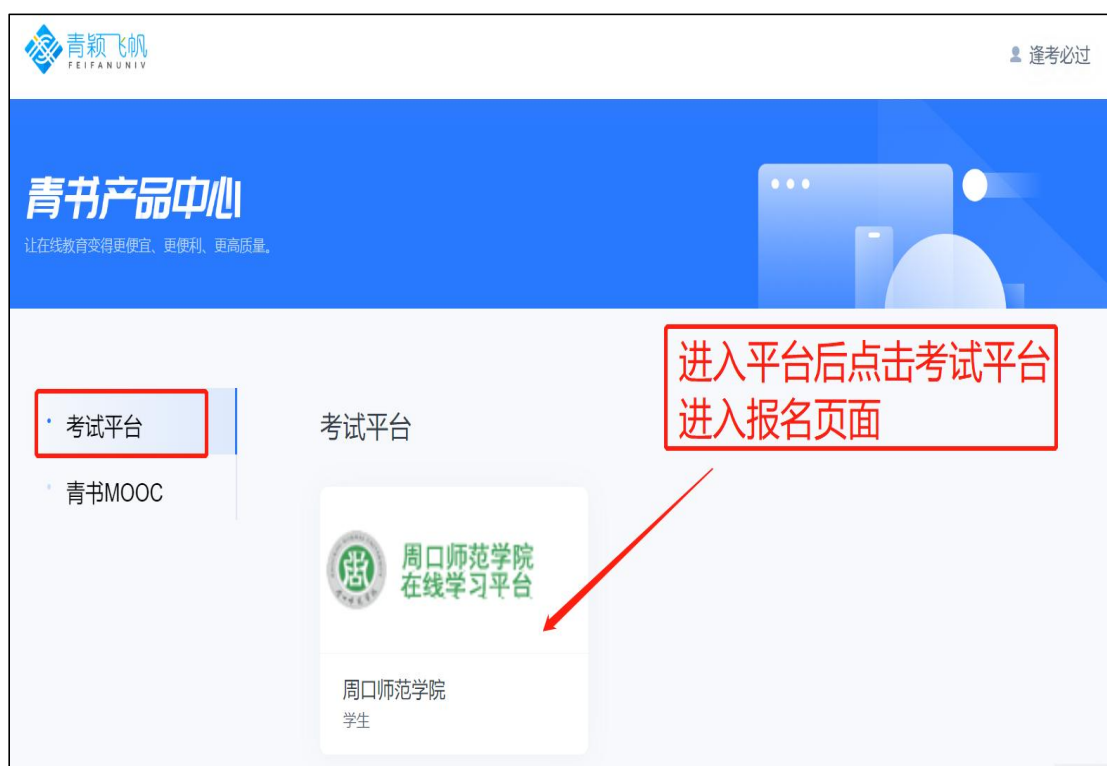 青颖飞帆
FEIFANUNIV
逢考必过
青书产品中心
让在线教育变得更便宜、更便利、更高质量。
进入平台后点击考试平台
进入报名页面
考试平台
青书MOOC
考试平台
周口师范学院
在线学习平台
周口师范学院
学生